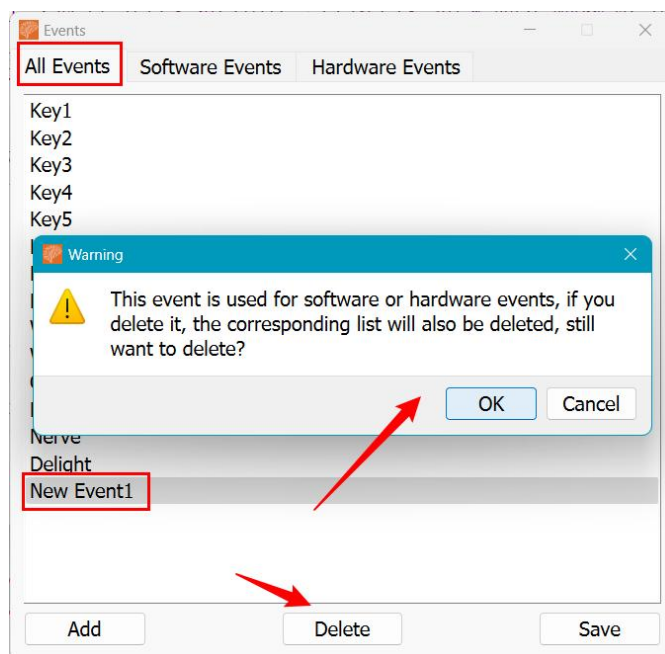 Events
All Events
Software Events
Hardware Events
Key1
Key2
Key3
Key4
Key5
Warning
This event is used for software or hardware events, if you
delete it, the corresponding list will also be deleted, still
want to delete?
OK
Cancel
Nerve
Delight
New Event1
Add
Delete
Save